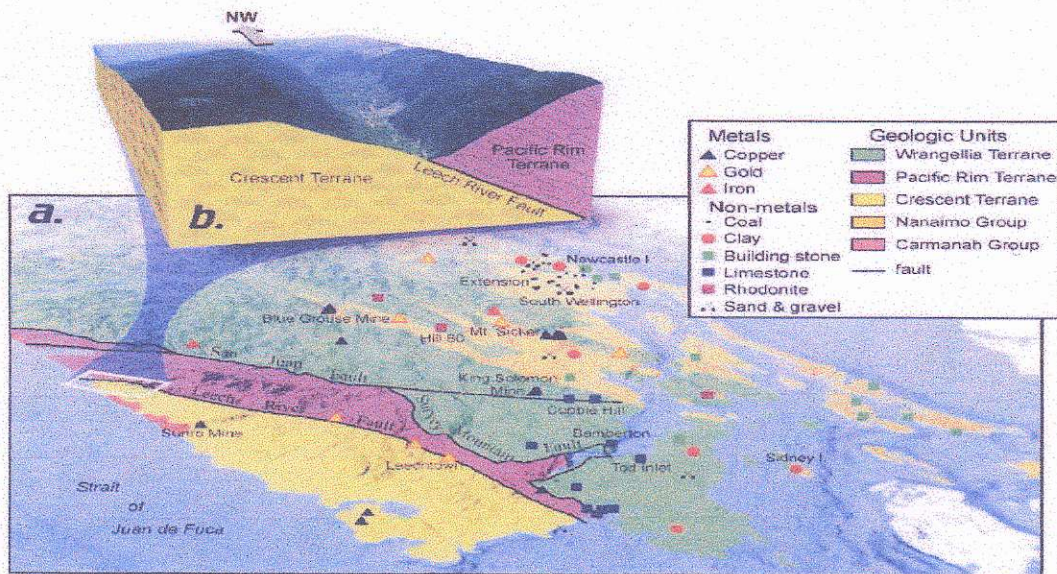 NW
Crescent Terrane
Pacific Rim
Terrane
Leech River Fault
a.
b.
Metals
Copper
Gold
Iron
Non-metals
Coal
Clay
Building stone
Limestone
Rhodonite
Sand & gravel
Geologic Units
Wrangellia Terrane
Pacific Rim Terrane
Crescent Terrane
Nanaimo Group
Carmanah Group
fault
Newcastle I.
Extension
South Wellington
Blue Grouse Mine
Hill 60
Mt. Sicker
San Juan Fault
King Solomon
Mine
Cobble Hill
Leech River Fault
Survey Mountain Fault
Sunro Mine
Bamberton
Leechtown
Tod Inlet
Sidney I.
Strait
of
Juan de Fuca